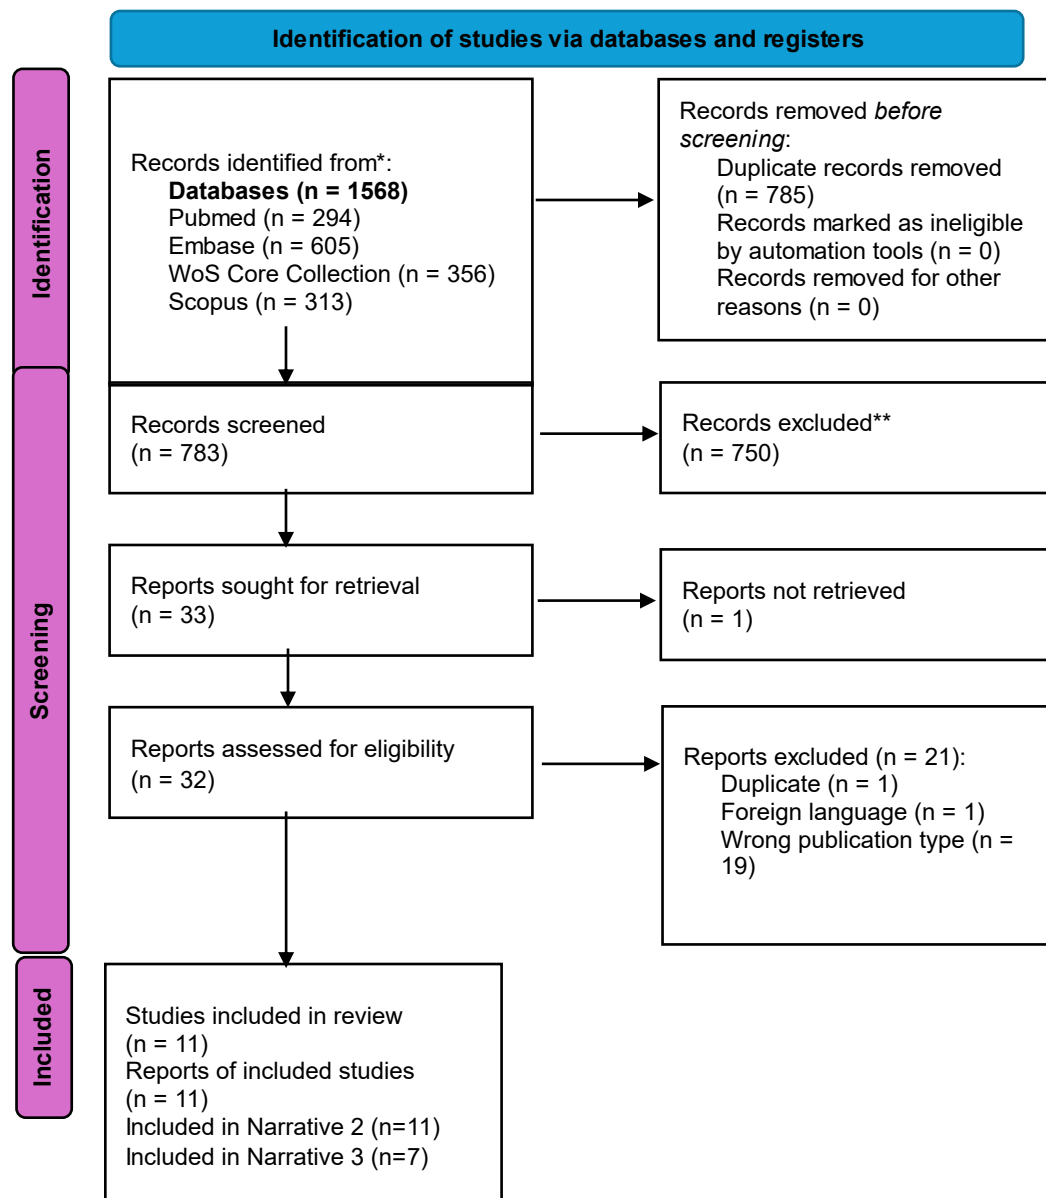 Identification of studies via databases and registers
Identification
Records identified from*:
Databases (n = 1568)
Pubmed (n = 294)
Embase (n = 605)
WoS Core Collection (n = 356)
Scopus (n = 313)
Records removed before
screening:
Duplicate records removed
(n = 785)
Records marked as ineligible
by automation tools (n = 0)
Records removed for other
reasons (n = 0)
Screening
Records screened
(n = 783)
Records excluded**
(n = 750)
Reports sought for retrieval
(n = 33)
Reports not retrieved
(n = 1)
Reports assessed for eligibility
(n = 32)
Reports excluded (n = 21):
Duplicate (n = 1)
Foreign language (n = 1)
Wrong publication type (n =
19)
Included
Studies included in review
(n = 11)
Reports of included studies
(n = 11)
Included in Narrative 2 (n=11)
Included in Narrative 3 (n=7)